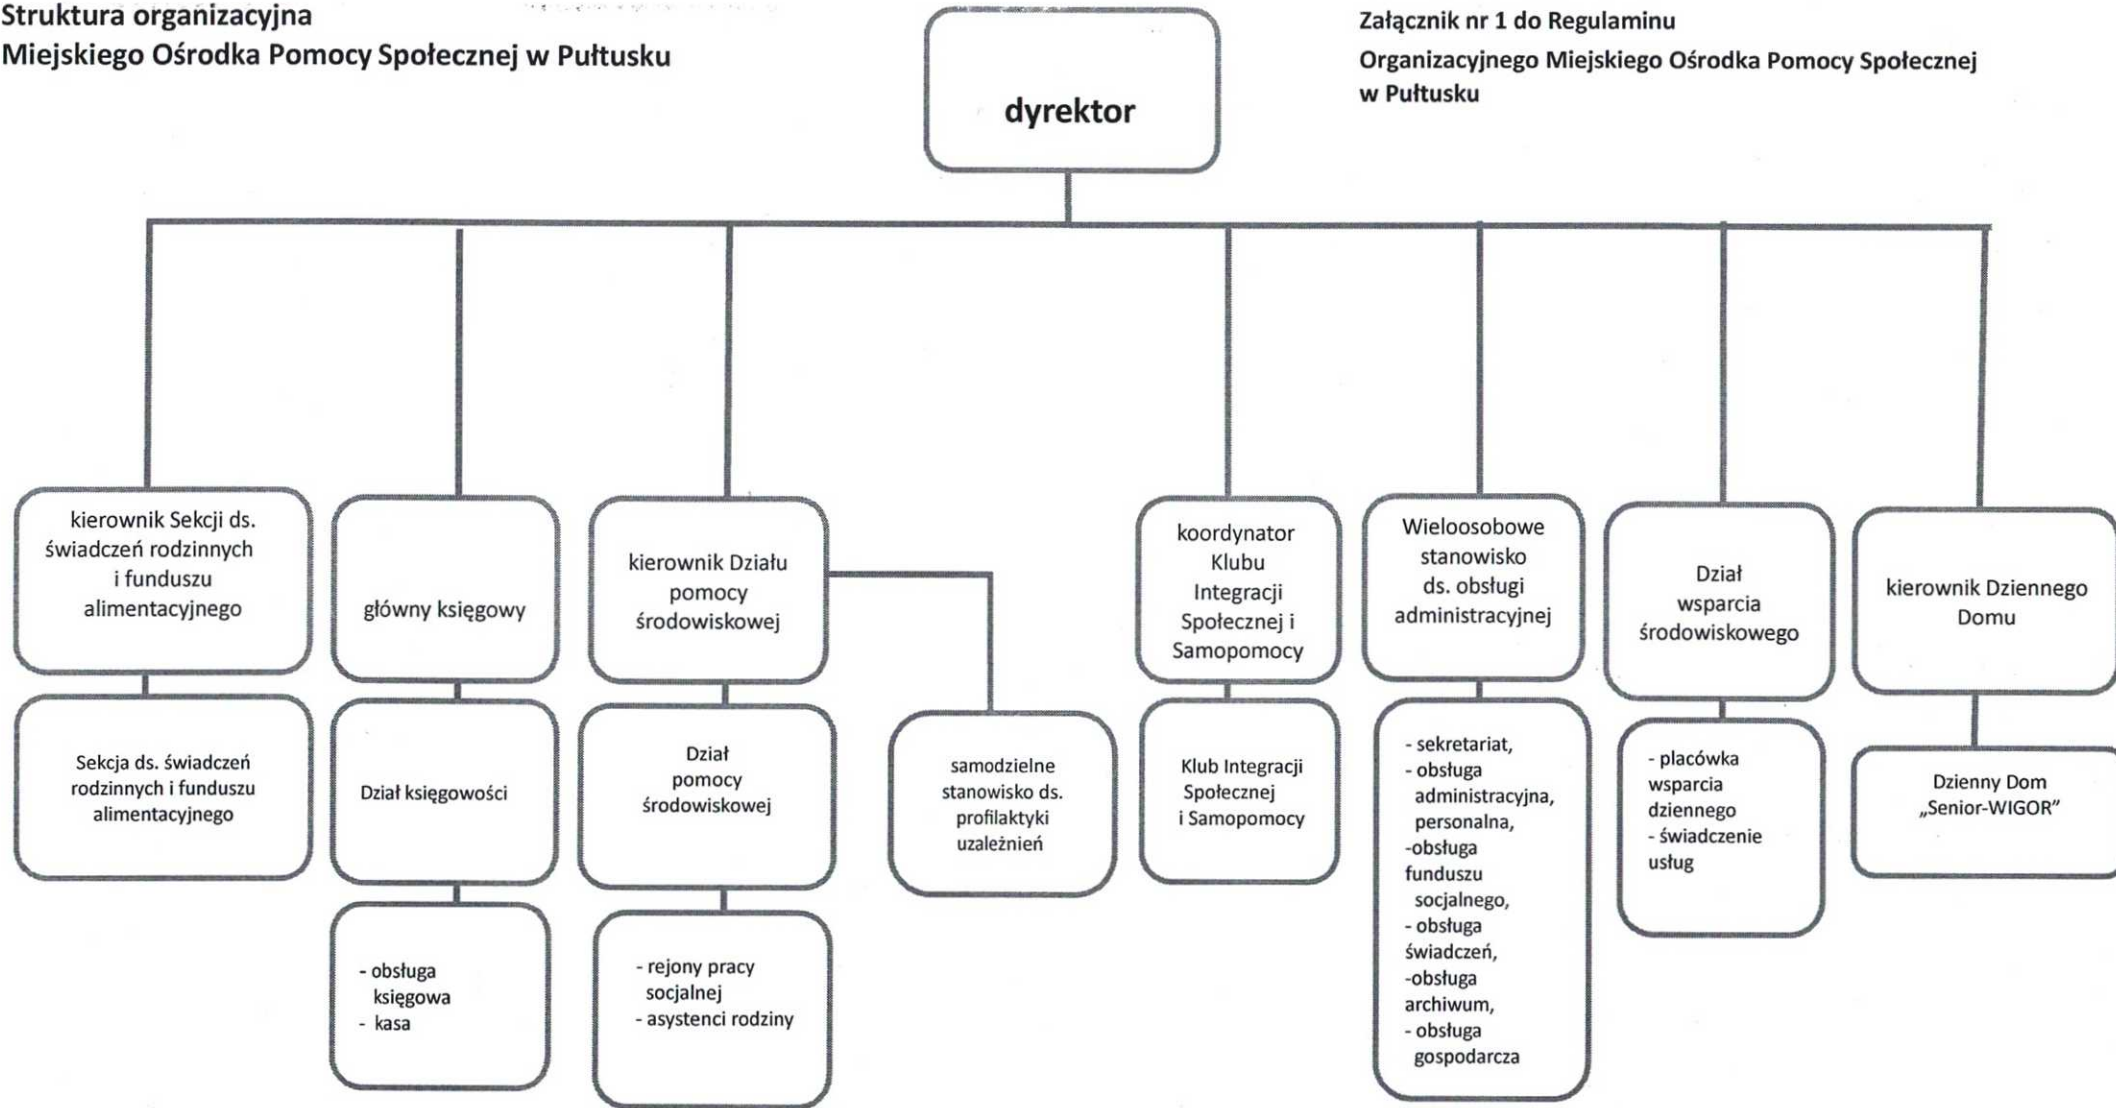 Struktura organizacyjna
Miejskiego Ośrodka Pomocy Społecznej w Pułtusku
Załącznik nr 1 do Regulaminu
Organizacyjnego Miejskiego Ośrodka Pomocy Społecznej
w Pułtusku
dyrektor
kierownik Sekcji ds.
świadczeń rodzinnych
i funduszu
alimentacyjnego
główny księgowy
kierownik Działu
pomocy
środowiskowej
koordynator
Klubu
Integracji
Społecznej i
Samopomocy
Wieloosobowe
stanowisko
ds. obsługi
administracyjnej
Dział
wsparcia
środowiskowego
kierownik Dziennego
Domu
Sekcja ds. świadczeń
rodzinnych i funduszu
alimentacyjnego
Dział księgowości
Dział
pomocy
środowiskowej
samodzielne
stanowisko ds.
profilaktyki
uzależnień
Klub Integracji
Społecznej
i Samopomocy
- sekretariat,
- obsługa
administracyjna,
personalna,
-obsługa
funduszu
socjalnego,
- obsługa
świadczeń,
-obsługa
archiwum,
- obsługa
gospodarcza
- placówka
wsparcia
dziennego
- świadczenie
usług
Dzienny Dom
„Senior-WIGOR”
- obsługa
księgowa
- kasa
- rejony pracy
socjalnej
- asystenci rodziny